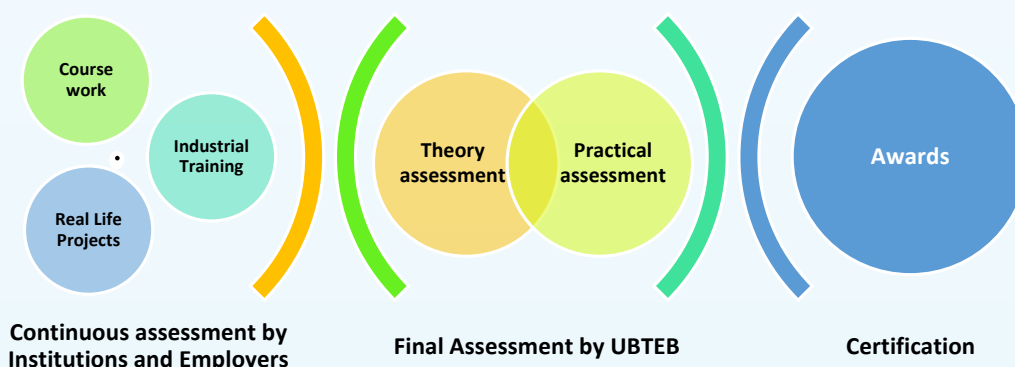 Course
work
Industrial
Training
Real Life
Projects
Theory
assessment
Practical
assessment
Awards
Continuous assessment by
Institutions and Employers
Final Assessment by UBTEB
Certification